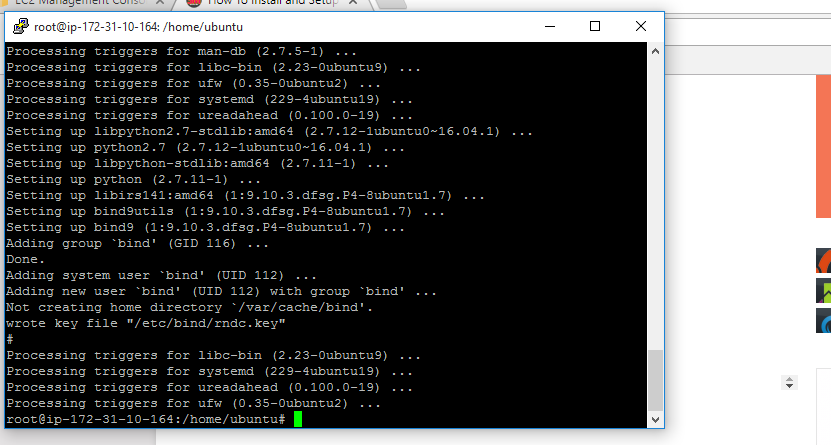 EC2 Management Conso
How To Install and Setup
root@ip-172-31-10-164: /home/ubuntu
Processing triggers for man-db (2.7.5-1) ...
Processing triggers for libc-bin (2.23-0ubuntu9) ...
Processing triggers for ufw (0.35-0ubuntu2) ...
Processing triggers for systemd (229-4ubuntu19) ...
Processing triggers for ureadahead (0.100.0-19) ...
Setting up libpython2.7-stdlib:amd64 (2.7.12-1ubuntu0~16.04.1) ...
Setting up python2.7 (2.7.12-1ubuntu0~16.04.1) ...
Setting up libpython-stdlib:amd64 (2.7.11-1) ...
Setting up python (2.7.11-1) ...
Setting up libirs141:amd64 (1:9.10.3.dfsg.P4-8ubuntu1.7) ...
Setting up bind9utils (1:9.10.3.dfsg.P4-8ubuntu1.7) ...
Setting up bind9 (1:9.10.3.dfsg.P4-8ubuntu1.7) ...
Adding group `bind' (GID 116) ...
Done.
Adding system user `bind' (UID 112) ...
Adding new user `bind' (UID 112) with group `bind' ...
Not creating home directory `/var/cache/bind'.
wrote key file "/etc/bind/rndc.key"
#
Processing triggers for libc-bin (2.23-0ubuntu9) ...
Processing triggers for systemd (229-4ubuntu19) ...
Processing triggers for ureadahead (0.100.0-19) ...
Processing triggers for ufw (0.35-0ubuntu2) ...
root@ip-172-31-10-164:/home/ubuntu#